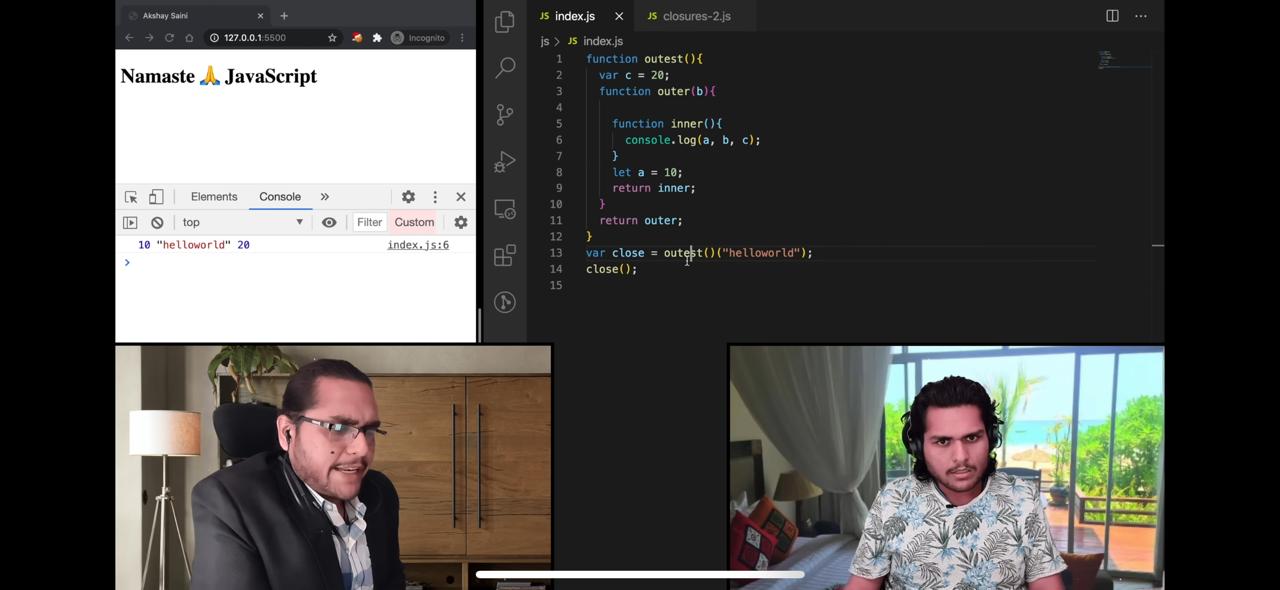 Akshay Saini
127.0.0.1:5500
Incognito
Namaste 🙏 JavaScript
Elements Console »
top Filter Custom
10 "helloworld" 20 index.js:6
JS index.js JS closures-2.js
js > JS index.js
1 function outest(){
2 var c = 20;
3 function outer(b){
4
5 function inner(){
6 console.log(a, b, c);
7 }
8 let a = 10;
9 return inner;
10 }
11 return outer;
12 }
13 var close = outest()("helloworld");
14 close();
15